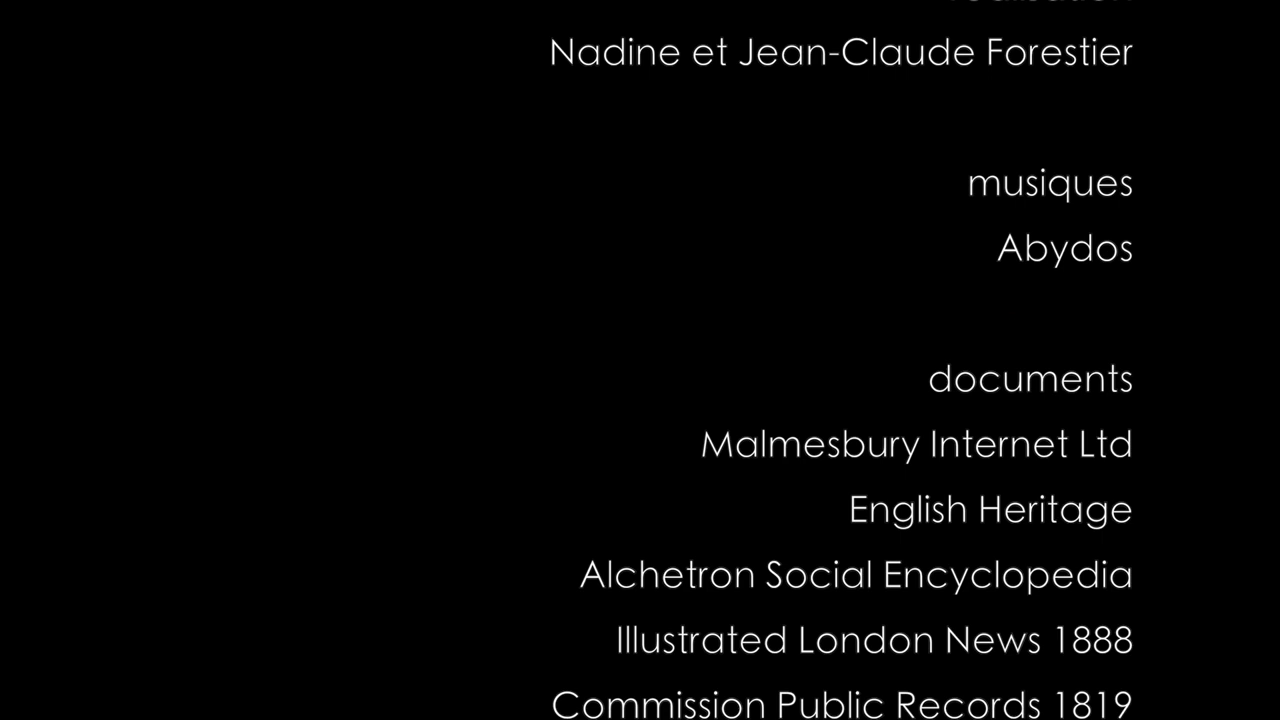 Nadine et Jean-Claude Forestier
musiques
Abydos
documents
Malmesbury Internet Ltd
English Heritage
Alchetron Social Encyclopedia
Illustrated London News 1888
Commission Public Records 1819